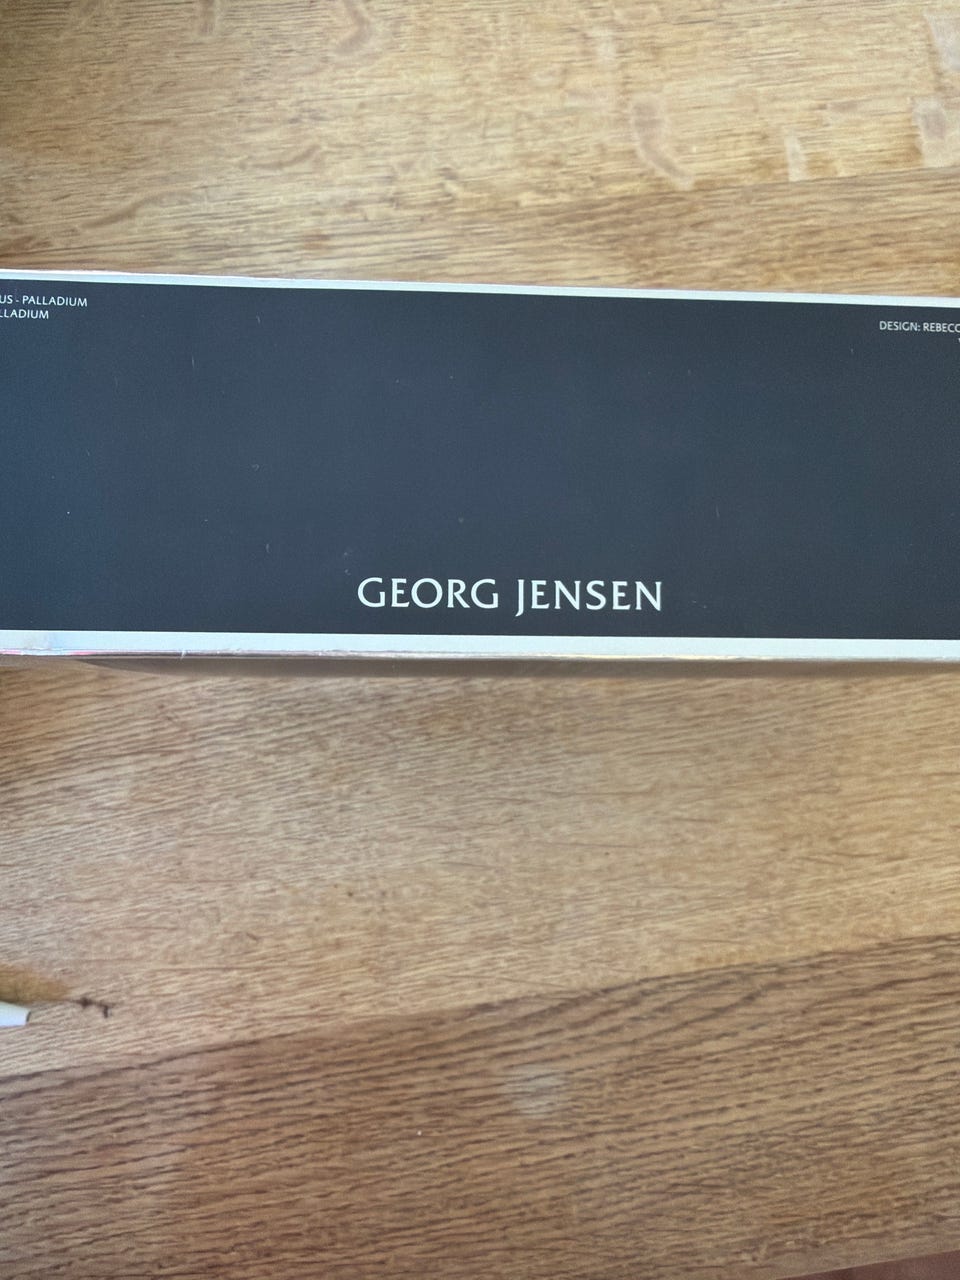 US - PALLADIUM
LLADIUM
DESIGN: REBECC
GEORG JENSEN